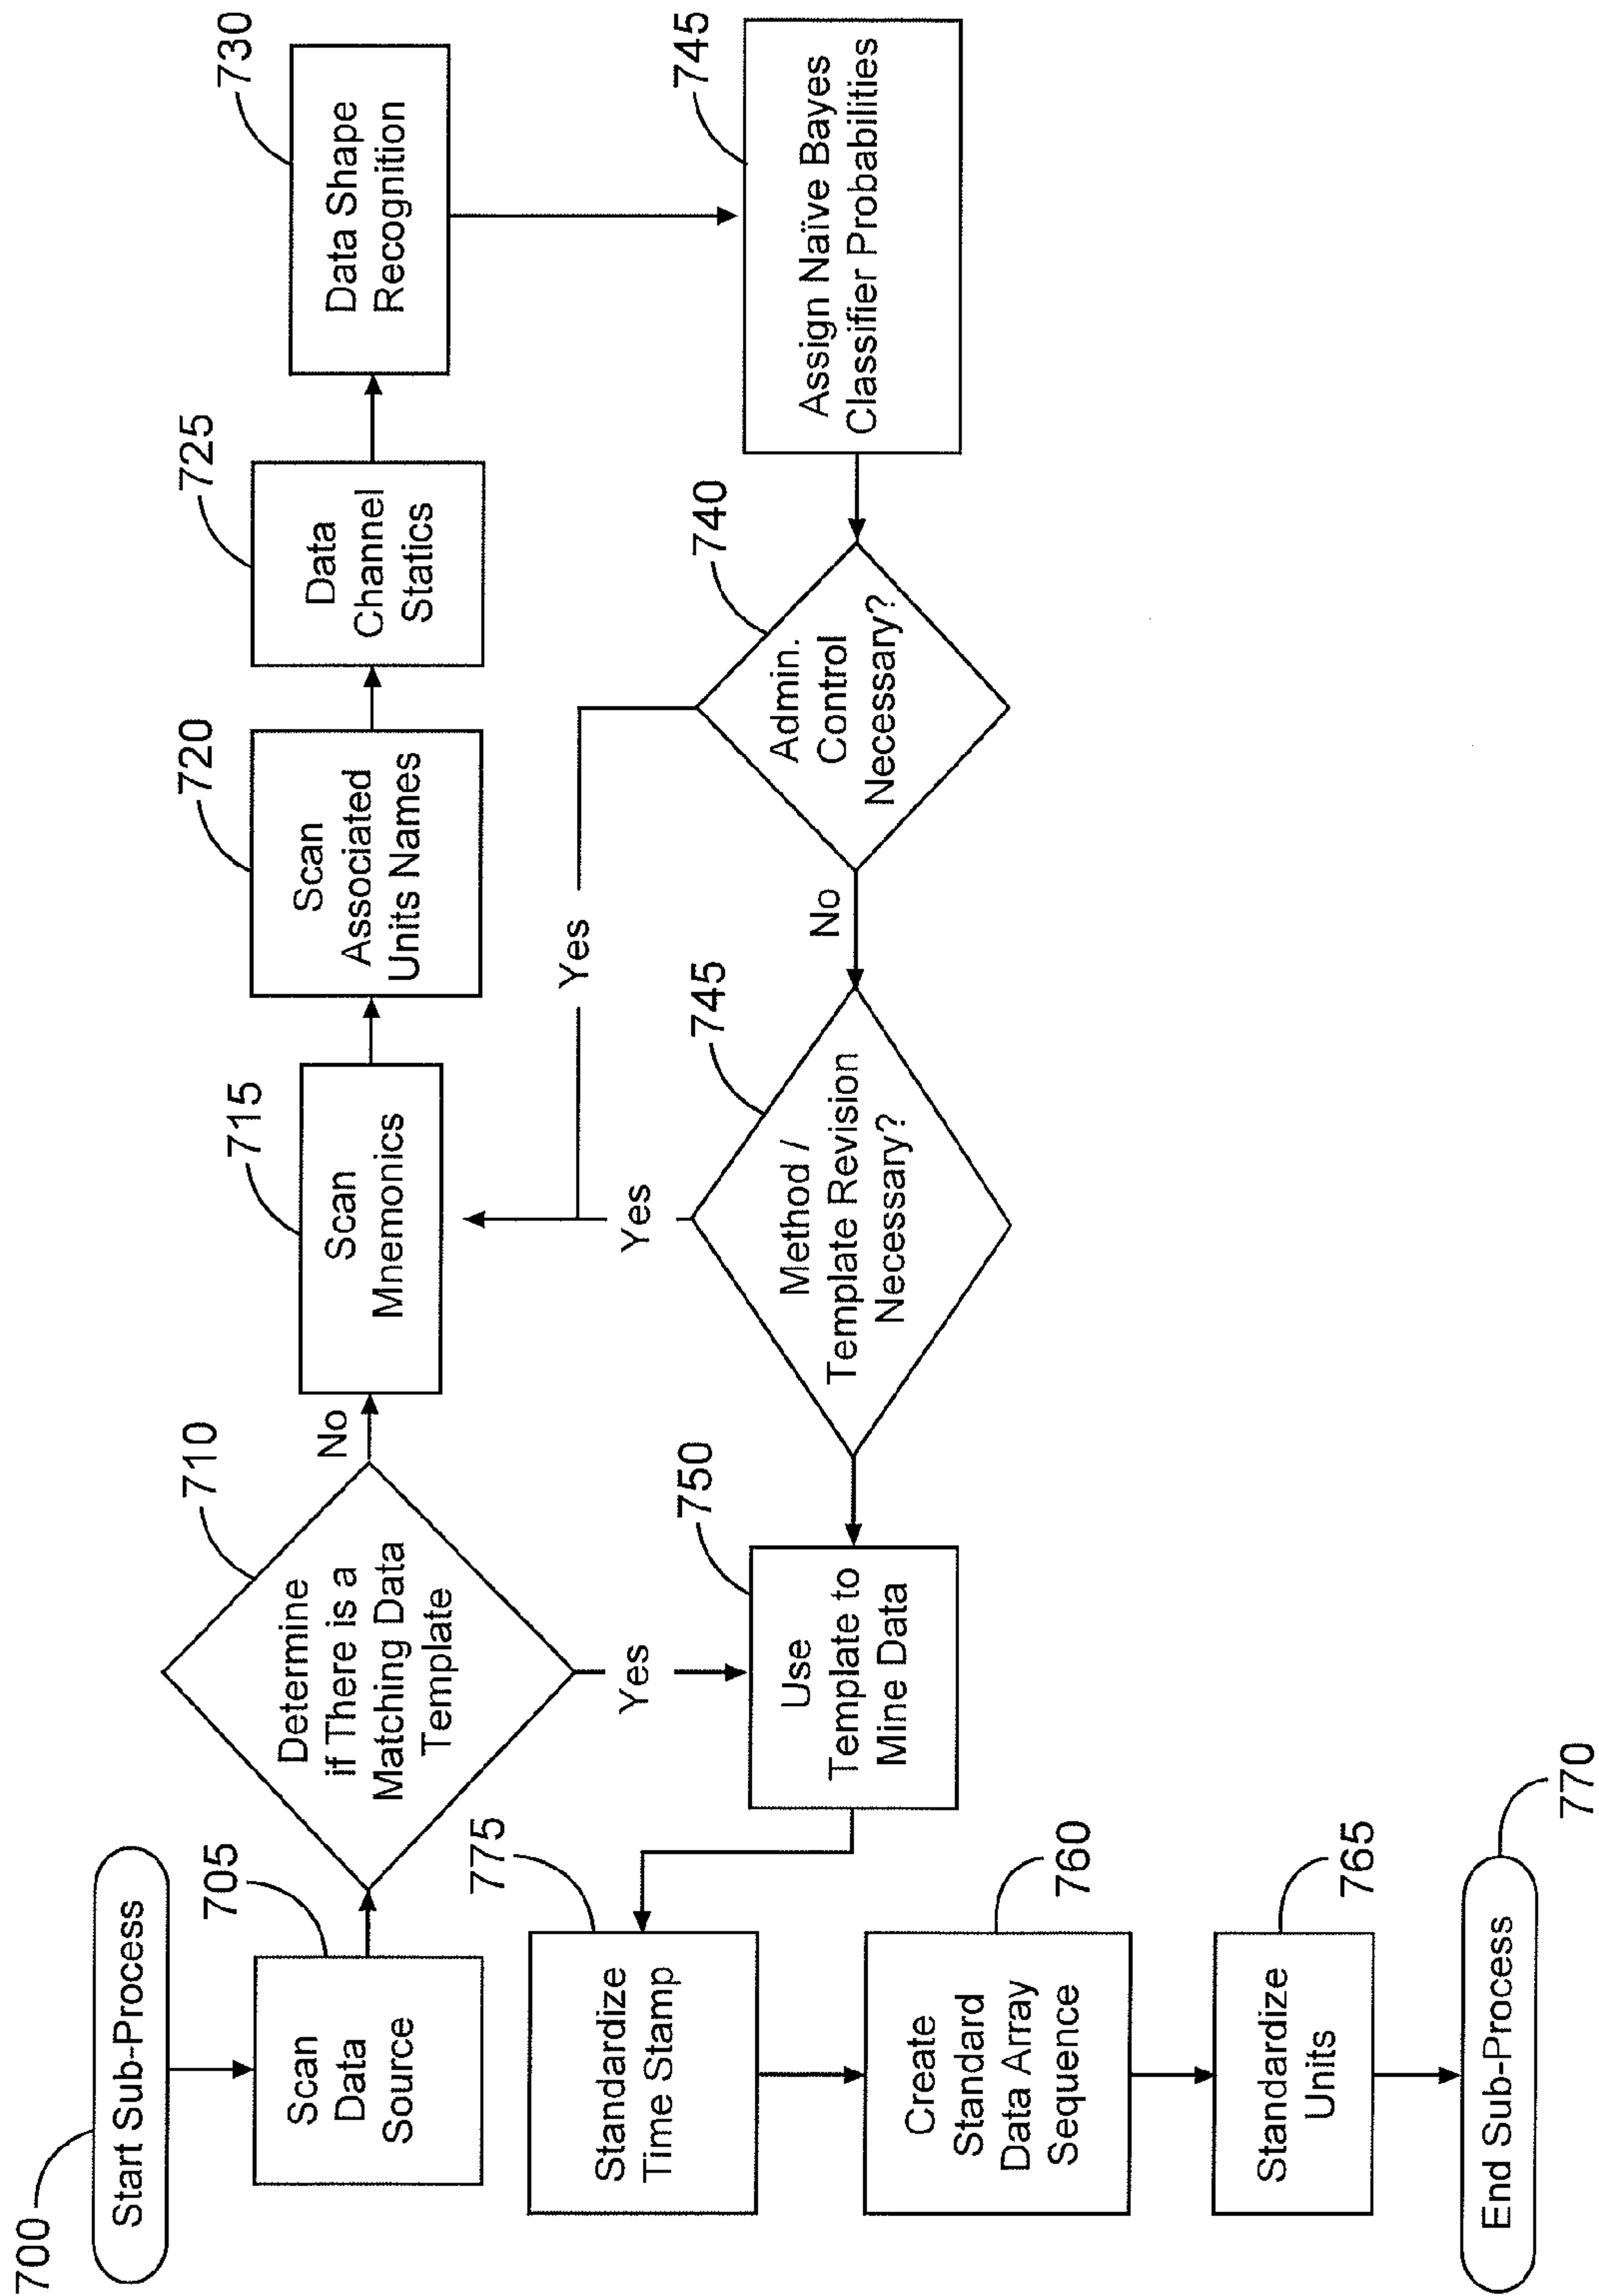 700
Start Sub-Process
705
Scan
Data
Source
710
Determine
if There is a
Matching Data
Template
No
Yes
715
Scan
Mnemonics
720
Scan
Associated
Units Names
725
Data
Channel
Statics
730
Data Shape
Recognition
745
Assign Naïve Bayes
Classifier Probabilities
740
Admin.
Control
Necessary?
Yes
No
745
Method /
Template Revision
Necessary?
Yes
750
Use
Template to
Mine Data
775
Standardize
Time Stamp
760
Create
Standard
Data Array
Sequence
765
Standardize
Units
770
End Sub-Process